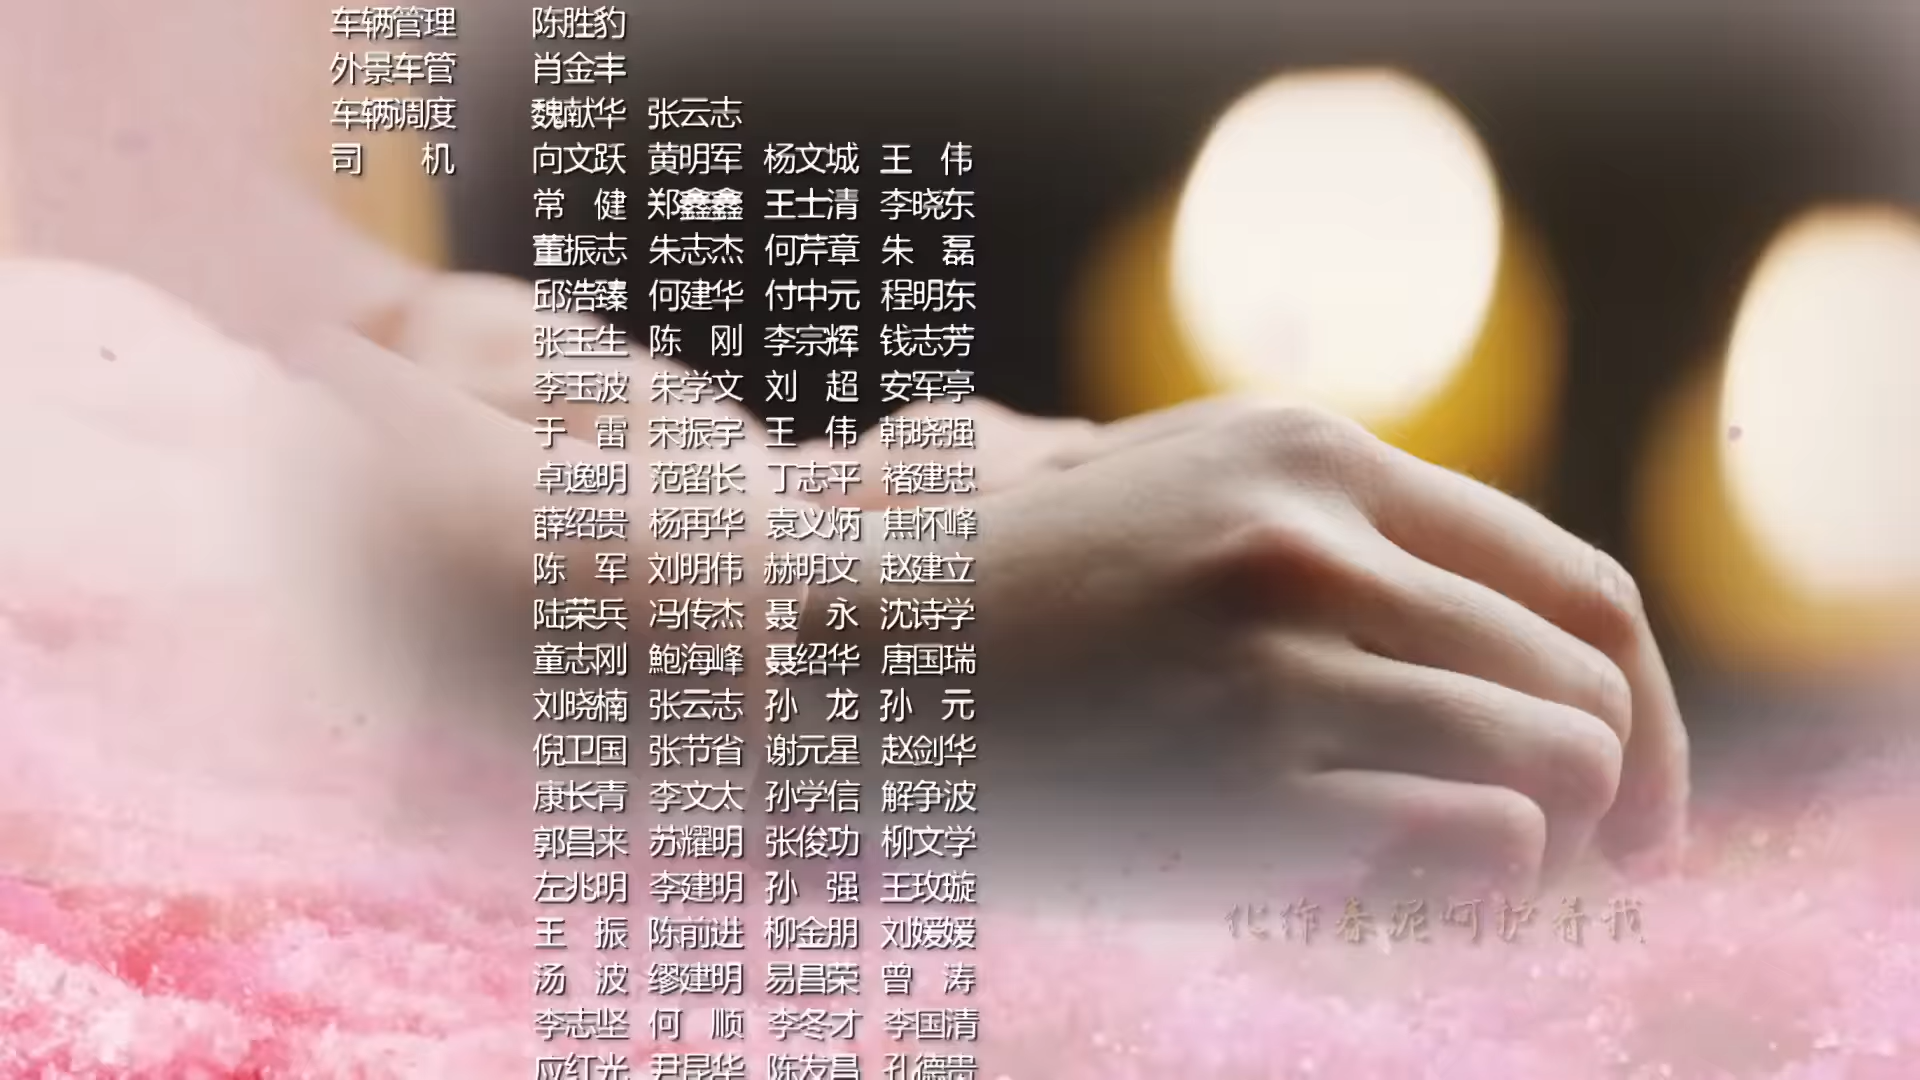 车辆管理 陈胜豹
外景车管 肖金丰
车辆调度 魏献华 张云志
司 机 向文跃 黄明军 杨文城 王 伟
常 健 郑鑫鑫 王士清 李晓东
董振志 朱志杰 何芹章 朱 磊
邱浩臻 何建华 付中元 程明东
张玉生 陈 刚 李宗辉 钱志芳
李玉波 朱学文 刘 超 安军亭
于 雷 宋振宇 王 伟 韩晓强
卓逸明 范留长 丁志平 褚建忠
薛绍贵 杨再华 袁义炳 焦怀峰
陈 军 刘明伟 赫明文 赵建立
陆荣兵 冯传杰 聂 永 沈诗学
童志刚 鲍海峰 聂绍华 唐国瑞
刘晓楠 张云志 孙 龙 孙 元
倪卫国 张节省 谢元星 赵剑华
康长青 李文太 孙学信 解争波
郭昌来 苏耀明 张俊功 柳文学
左兆明 李建明 孙 强 王玫璇
王 振 陈前进 柳金朋 刘媛媛
汤 波 缪建明 易昌荣 曾 涛
李志坚 何 顺 李冬才 李国清
应红光 尹昆华 陈发昌 孔德贵
化作春泥呵护着我